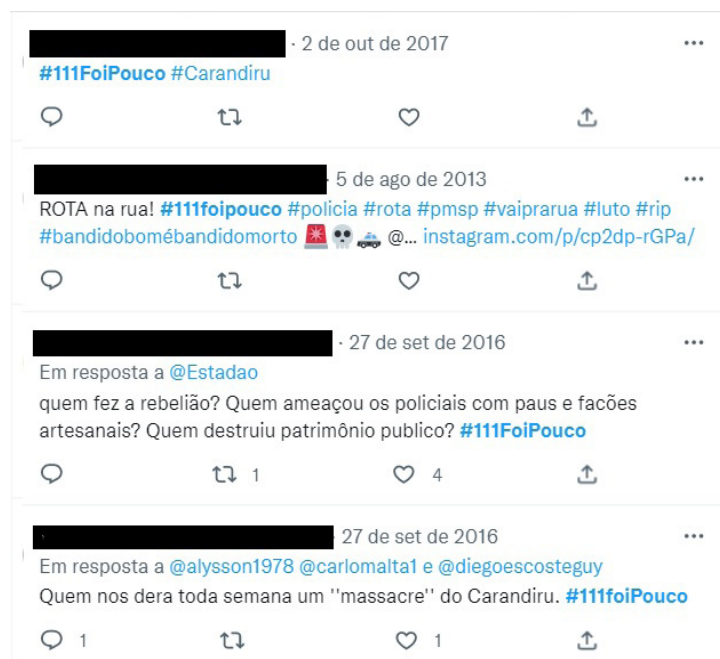 · 2 de out de 2017
#111FoiPouco #Carandiru
· 5 de ago de 2013
ROTA na rua! #111foipouco #policia #rota #pmsp #vaiprarua #luto #rip
#bandidobomébandidomorto @... instagram.com/p/cp2dp-rGPa/
· 27 de set de 2016
Em resposta a @Estadao
quem fez a rebelião? Quem ameaçou os policiais com paus e facões
artesanais? Quem destruiu patrimônio publico? #111FoiPouco
1 4
27 de set de 2016
Em resposta a @alysson1978 @carlomalta1 e @diegoescosteguy
Quem nos dera toda semana um ''massacre'' do Carandiru. #111foiPouco
1 1